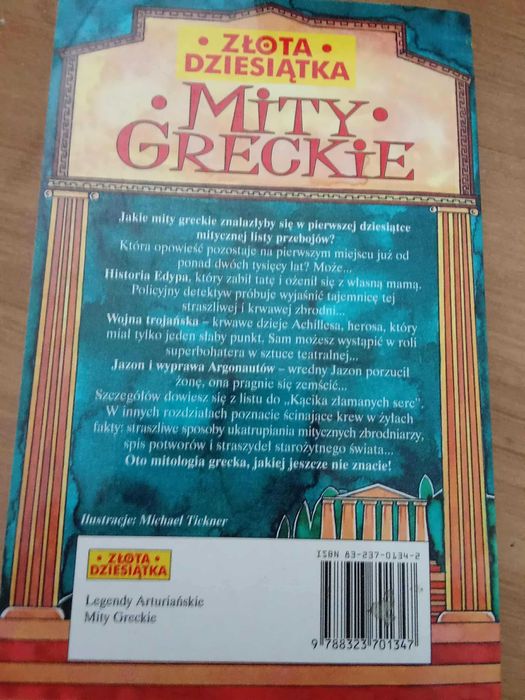 • ZŁOTA •
DZIESIĄTKA
• MiTY •
GRECKiE
Jakie mity greckie znalazłyby się w pierwszej dziesiątce
mitycznej listy przebojów?
Która opowieść pozostaje na pierwszym miejscu już od
ponad dwóch tysięcy lat? Może...
Historia Edypa, który zabił tatę i ożenił się z własną mamą.
Policyjny detektyw próbuje wyjaśnić tajemnicę tej
straszliwej i krwawej zbrodni...
Wojna trojańska – krwawe dzieje Achillesa, herosa, który
miał tylko jeden słaby punkt. Sam możesz wystąpić w roli
superbohatera w sztuce teatralnej...
Jazon i wyprawa Argonautów – wredny Jazon porzucił
żonę, ona pragnie się zemścić...
Szczegółów dowiesz się z listu do „Kącika złamanych serc”.
W innych rozdziałach poznacie ścinające krew w żyłach
fakty: straszliwe sposoby ukatrupiania mitycznych zbrodniarzy,
spis potworów i straszydeł starożytnego świata...
Oto mitologia grecka, jakiej jeszcze nie znacie!
Ilustracje: Michael Tickner
• ZŁOTA •
DZIESIĄTKA
Legendy Arturiańskie
Mity Greckie
ISBN 83-237-0134-2
9 788323 701347